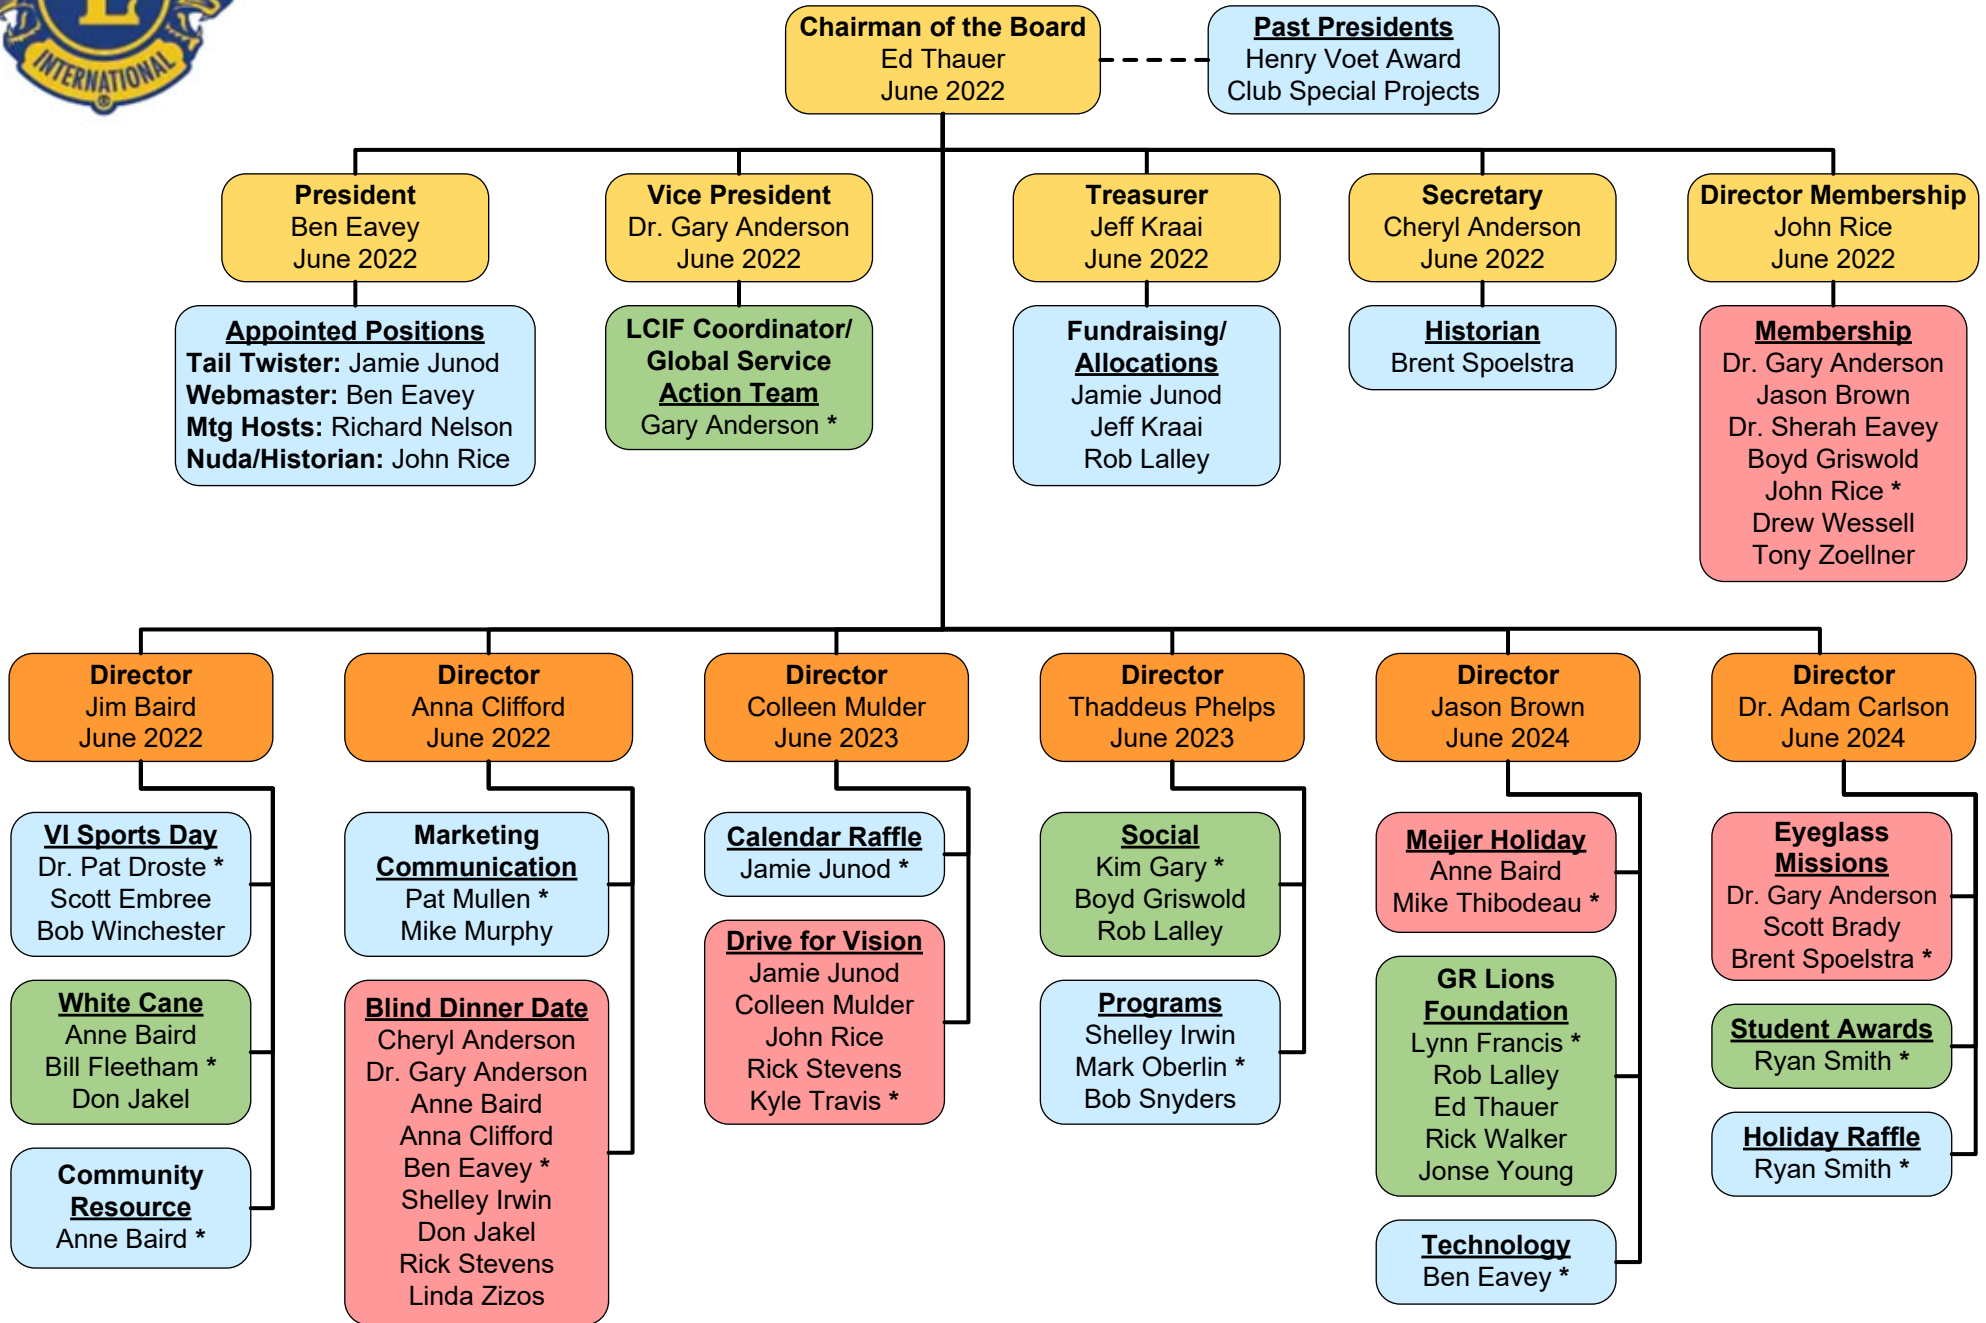 L
INTERNATIONAL
®
Chairman of the Board
Ed Thauer
June 2022
Past Presidents
Henry Voet Award
Club Special Projects
President
Ben Eavey
June 2022
Vice President
Dr. Gary Anderson
June 2022
Treasurer
Jeff Kraai
June 2022
Secretary
Cheryl Anderson
June 2022
Director Membership
John Rice
June 2022
Appointed Positions
Tail Twister: Jamie Junod
Webmaster: Ben Eavey
Mtg Hosts: Richard Nelson
Nuda/Historian: John Rice
LCIF Coordinator/
Global Service
Action Team
Gary Anderson *
Fundraising/
Allocations
Jamie Junod
Jeff Kraai
Rob Lalley
Historian
Brent Spoelstra
Membership
Dr. Gary Anderson
Jason Brown
Dr. Sherah Eavey
Boyd Griswold
John Rice *
Drew Wessell
Tony Zoellner
Director
Jim Baird
June 2022
Director
Anna Clifford
June 2022
Director
Colleen Mulder
June 2023
Director
Thaddeus Phelps
June 2023
Director
Jason Brown
June 2024
Director
Dr. Adam Carlson
June 2024
VI Sports Day
Dr. Pat Droste *
Scott Embree
Bob Winchester
White Cane
Anne Baird
Bill Fleetham *
Don Jakel
Community
Resource
Anne Baird *
Marketing
Communication
Pat Mullen *
Mike Murphy
Blind Dinner Date
Cheryl Anderson
Dr. Gary Anderson
Anne Baird
Anna Clifford
Ben Eavey *
Shelley Irwin
Don Jakel
Rick Stevens
Linda Zizos
Calendar Raffle
Jamie Junod *
Drive for Vision
Jamie Junod
Colleen Mulder
John Rice
Rick Stevens
Kyle Travis *
Social
Kim Gary *
Boyd Griswold
Rob Lalley
Programs
Shelley Irwin
Mark Oberlin *
Bob Snyders
Meijer Holiday
Anne Baird
Mike Thibodeau *
GR Lions
Foundation
Lynn Francis *
Rob Lalley
Ed Thauer
Rick Walker
Jonse Young
Technology
Ben Eavey *
Eyeglass
Missions
Dr. Gary Anderson
Scott Brady
Brent Spoelstra *
Student Awards
Ryan Smith *
Holiday Raffle
Ryan Smith *